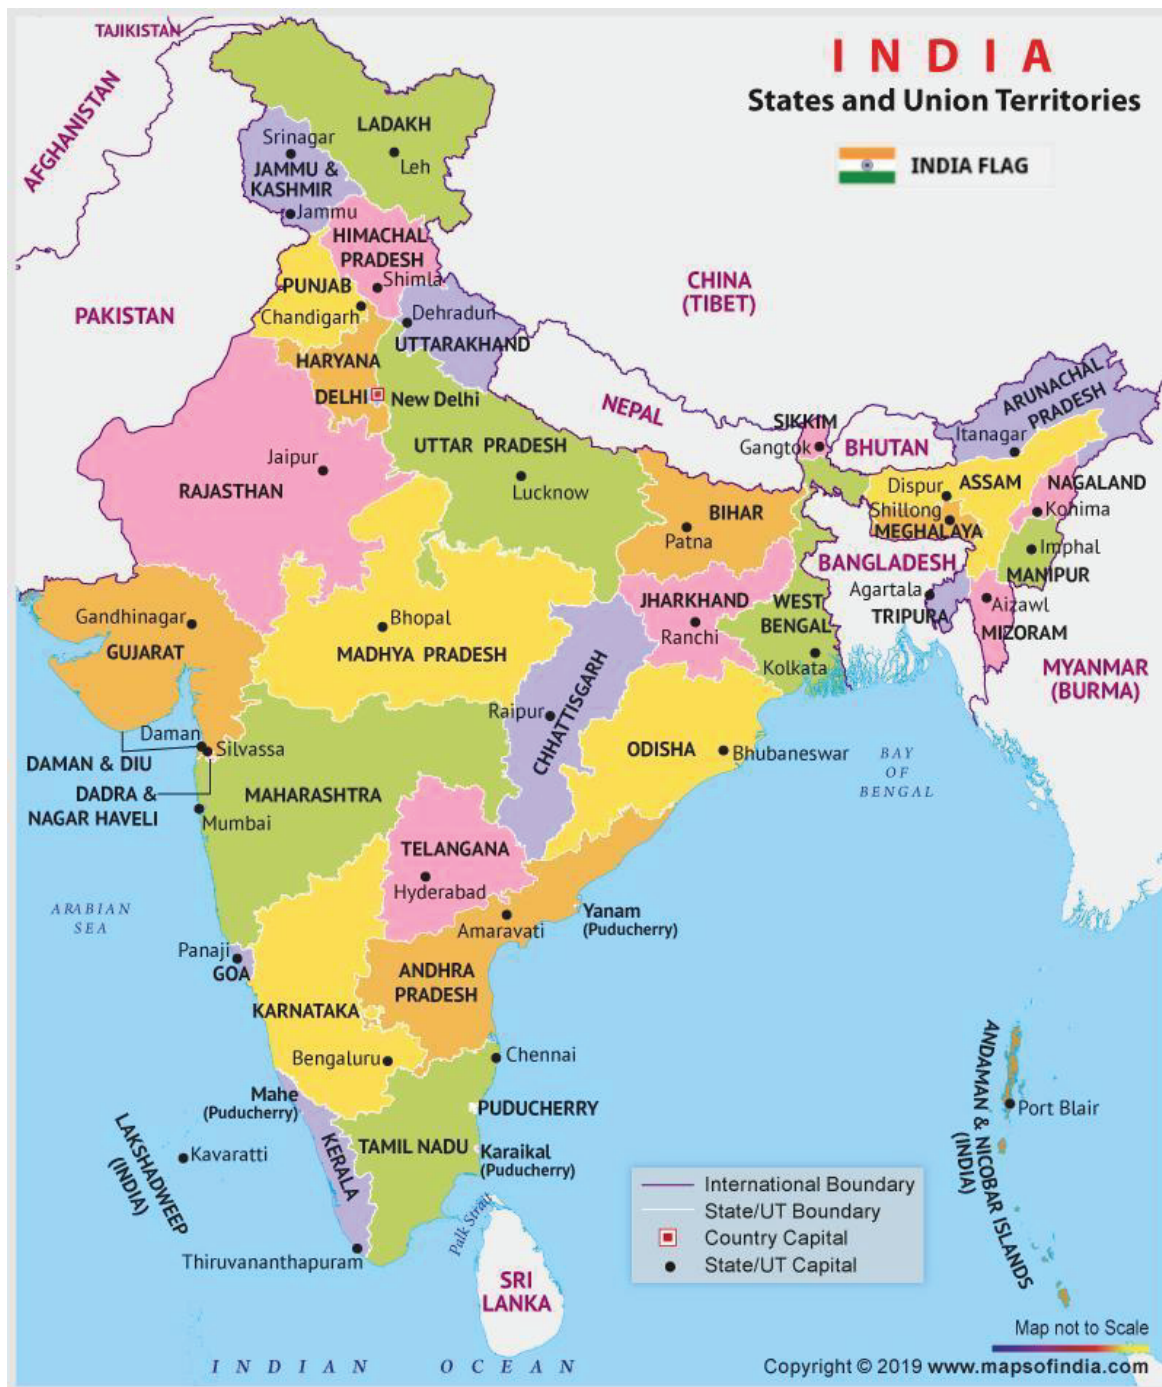 TAJIKISTAN
INDIA
States and Union Territories
INDIA FLAG
AFGHANISTAN
LADAKH
Leh
Srinagar
JAMMU &
KASHMIR
Jammu
HIMACHAL
PRADESH
Shimla
PUNJAB
Chandigarh
Dehradun
UTTARAKHAND
CHINA
(TIBET)
PAKISTAN
HARYANA
DELHI
New Delhi
NEPAL
UTTAR PRADESH
Lucknow
Jaipur
RAJASTHAN
SIKKIM
Gangtok
BHUTAN
ARUNACHAL
PRADESH
Itanagar
Dispur
ASSAM
NAGALAND
Kohima
Shillong
MEGHALAYA
BIHAR
Patna
BANGLADESH
Imphal
MANIPUR
Agartala
TRIPURA
Aizawl
MIZORAM
MYANMAR
(BURMA)
JHARKHAND
Ranchi
WEST
BENGAL
Kolkata
Gandhinagar
GUJARAT
Bhopal
MADHYA PRADESH
Raipur
CHHATTISGARH
ODISHA
Bhubaneswar
BAY
OF
BENGAL
Daman
Silvassa
DAMAN & DIU
DADRA &
NAGAR HAVELI
MAHARASHTRA
Mumbai
TELANGANA
Hyderabad
ARABIAN
SEA
Amaravati
Yanam
(Puducherry)
Panaji
GOA
ANDHRA
PRADESH
KARNATAKA
Bengaluru
Chennai
Mahe
(Puducherry)
PUDUCHERRY
TAMIL NADU
Karaikal
(Puducherry)
KERALA
LAKSHADWEEP
(INDIA)
Kavaratti
Thiruvananthapuram
Palk Strait
SRI
LANKA
ANDAMAN & NICOBAR ISLANDS
(INDIA)
Port Blair
International Boundary
State/UT Boundary
Country Capital
State/UT Capital
Map not to Scale
INDIAN OCEAN
Copyright © 2019 www.mapsofindia.com